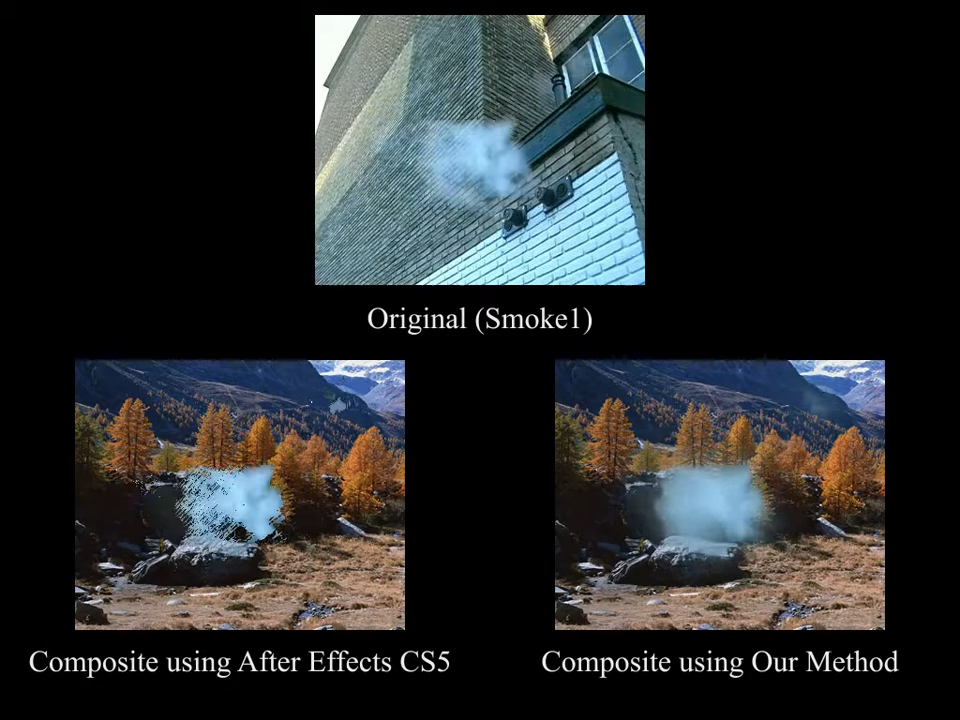 Original (Smoke1)
Composite using After Effects CS5
Composite using Our Method